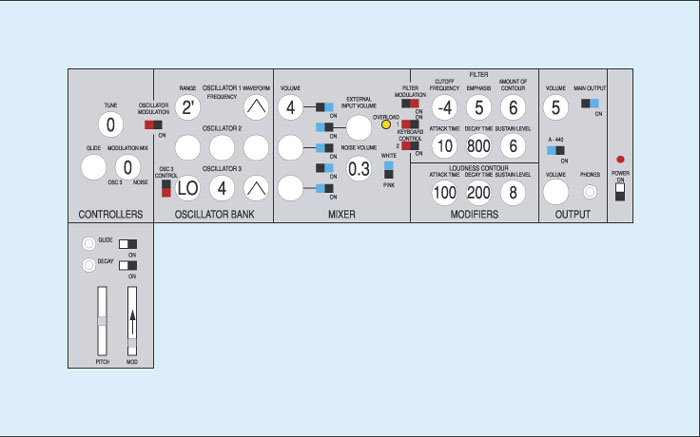 FILTER
RANGE OSCILLATOR 1 WAVEFORM
FREQUENCY
VOLUME
FILTER
MODULATION
ON
CUTOFF
FREQUENCY
EMPHASIS
AMOUNT OF
CONTOUR
VOLUME MAIN OUTPUT
TUNE
OSCILLATOR
MODULATION
2'
4
ON
EXTERNAL
INPUT VOLUME
-4 5 6
5
ON
0
ON
OSCILLATOR 2
ON
OVERLOAD
1
ON
KEYBOARD
CONTROL
2
ON
ATTACK TIME DECAY TIME SUSTAIN LEVEL
10 800 6
A - 440
ON
GLIDE MODULATION MIX
0
OSC 3 NOISE
OSC 3
CONTROL
OSCILLATOR 3
LO 4
ON
NOISE VOLUME
0.3
WHITE
PINK
ON
ON
LOUDNESS CONTOUR
ATTACK TIME DECAY TIME SUSTAIN LEVEL
100 200 8
VOLUME PHONES
POWER
ON
CONTROLLERS OSCILLATOR BANK MIXER MODIFIERS OUTPUT
GLIDE
ON
DECAY
ON
PITCH MOD